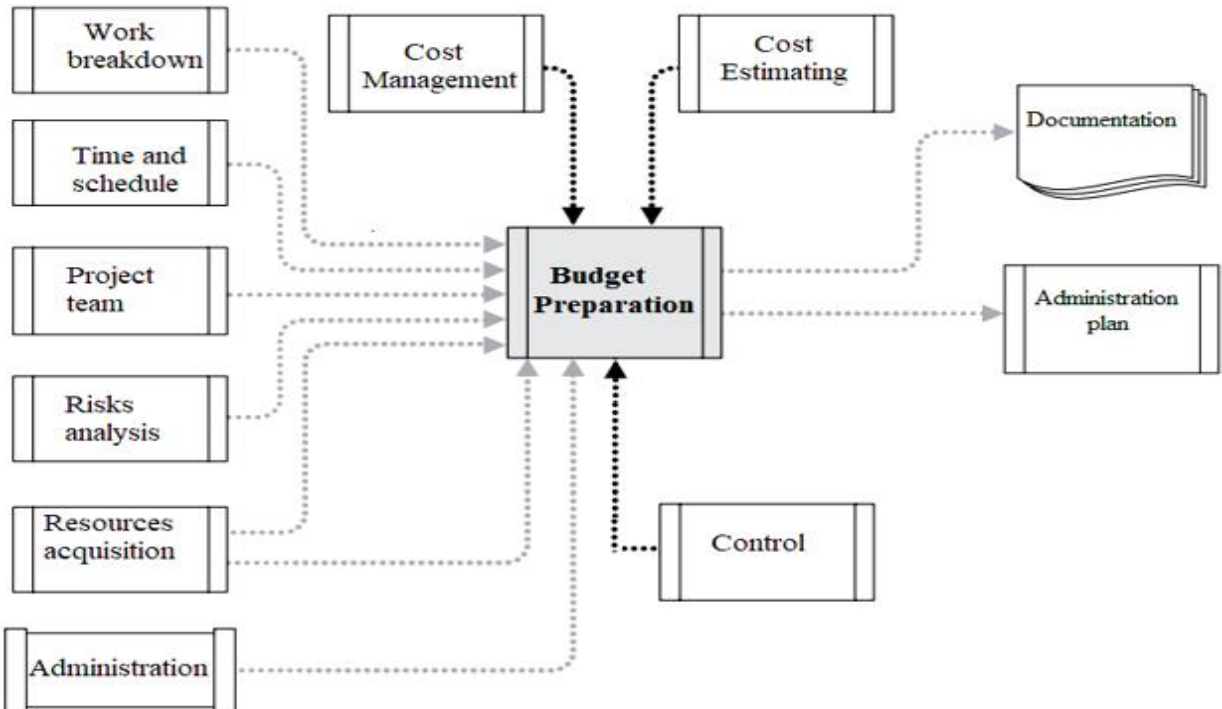 Work
breakdown
Cost
Management
Cost
Estimating
Documentation
Time and
schedule
Project
team
Budget
Preparation
Administration
plan
Risks
analysis
Resources
acquisition
Control
Administration